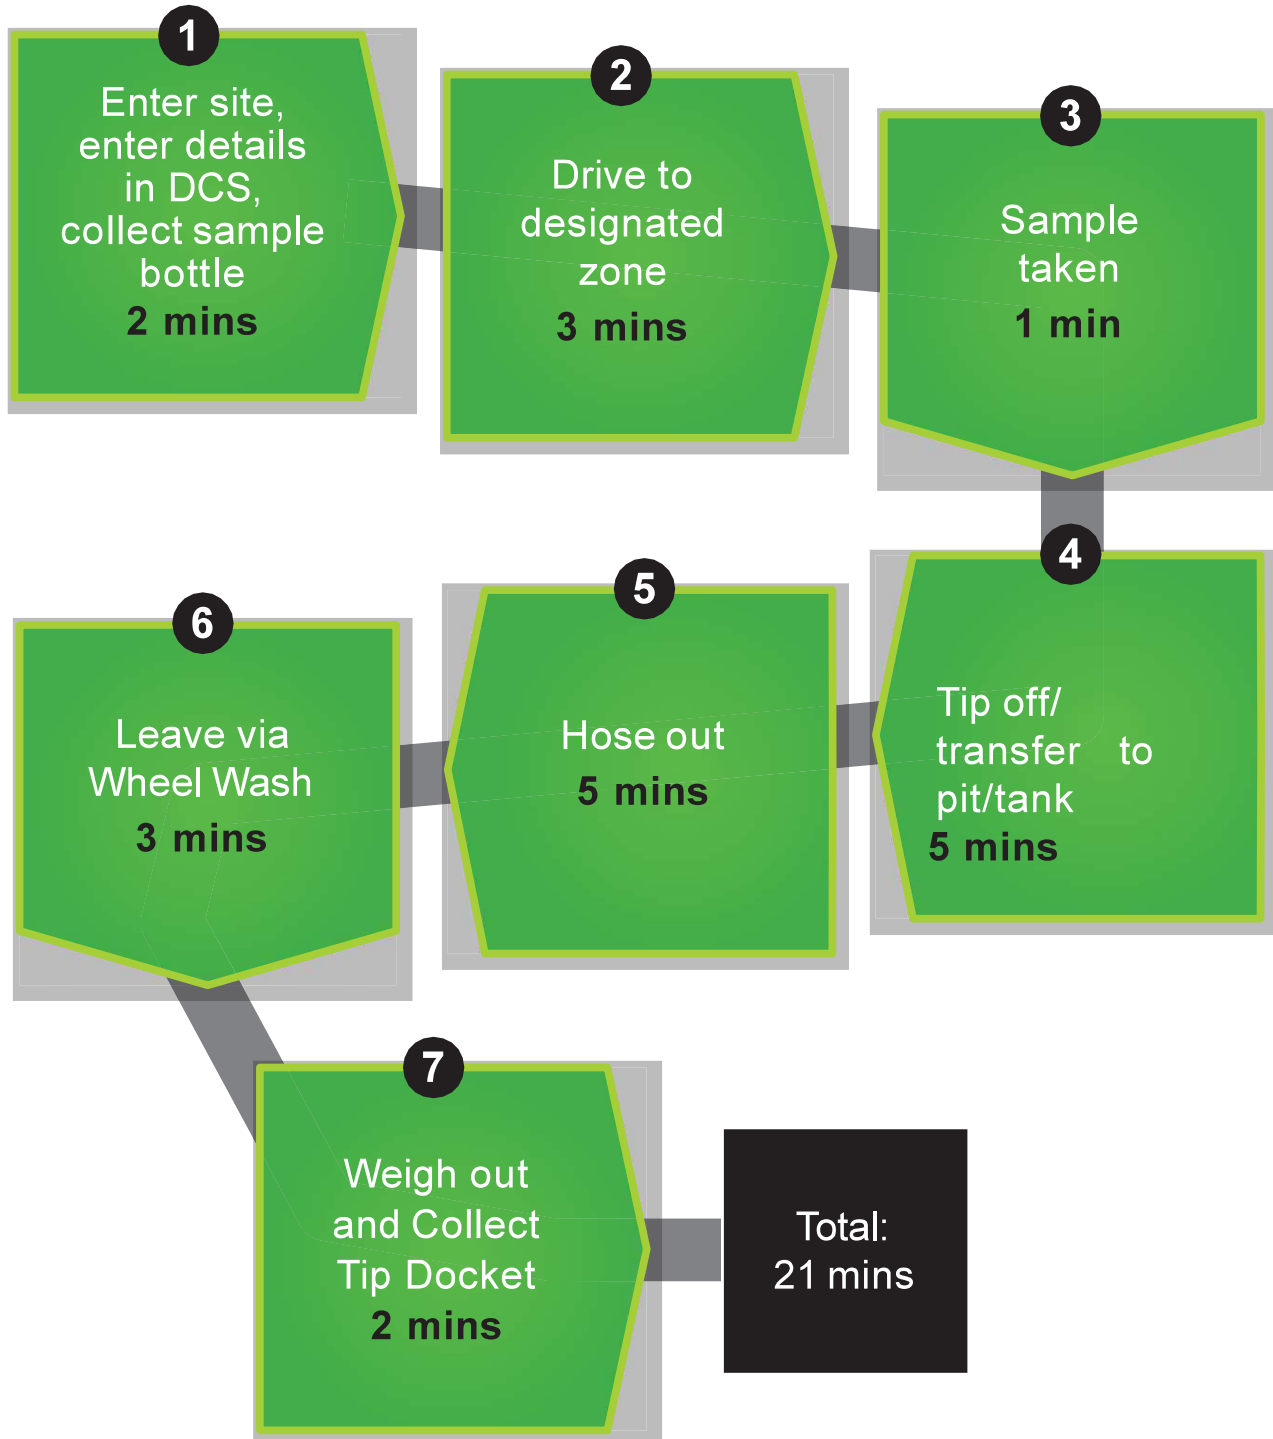 1
Enter site,
enter details
in DCS,
collect sample
bottle
2 mins
2
Drive to
designated
zone
3 mins
3
Sample
taken
1 min
4
Tip off/
transfer to
pit/tank
5 mins
5
Hose out
5 mins
6
Leave via
Wheel Wash
3 mins
7
Weigh out
and Collect
Tip Docket
2 mins
Total:
21 mins